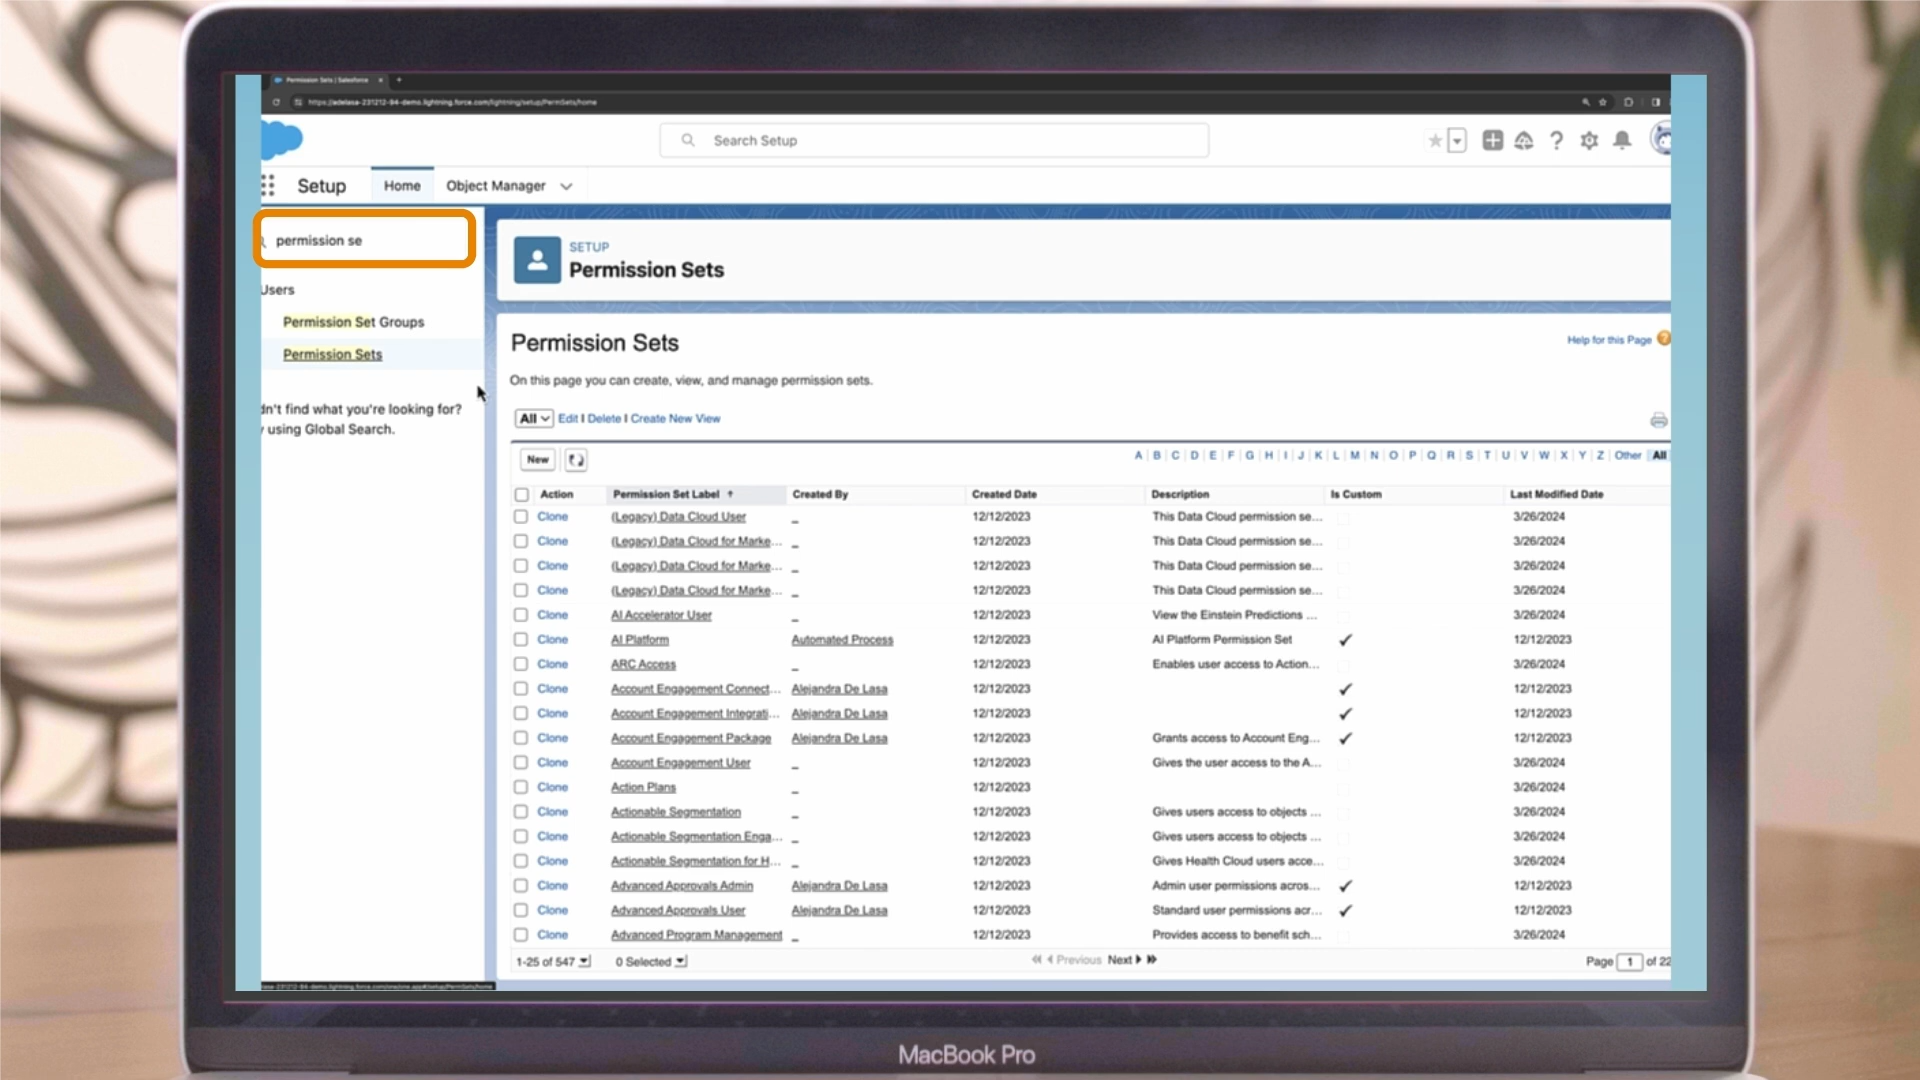 Permission Sets | Salesforce
https://adelasa-231212-94-demo.lightning.force.com/lightning/setup/PermSets/home
Search Setup
Setup Home Object Manager
permission se
SETUP
Permission Sets
Users
Permission Set Groups
Permission Sets
dn't find what you're looking for?
using Global Search.
Permission Sets
Help for this Page
On this page you can create, view, and manage permission sets.
All Edit | Delete | Create New View
New
A B C D E F G H I J K L M N O P Q R S T U V W X Y Z Other All
Action Permission Set Label Created By Created Date Description Is Custom Last Modified Date
Clone (Legacy) Data Cloud User _ 12/12/2023 This Data Cloud permission se... 3/26/2024
Clone (Legacy) Data Cloud for Marke... _ 12/12/2023 This Data Cloud permission se... 3/26/2024
Clone (Legacy) Data Cloud for Marke... _ 12/12/2023 This Data Cloud permission se... 3/26/2024
Clone (Legacy) Data Cloud for Marke... _ 12/12/2023 This Data Cloud permission se... 3/26/2024
Clone AI Accelerator User _ 12/12/2023 View the Einstein Predictions ... 3/26/2024
Clone AI Platform Automated Process 12/12/2023 AI Platform Permission Set ✓ 12/12/2023
Clone ARC Access _ 12/12/2023 Enables user access to Action... 3/26/2024
Clone Account Engagement Connect... Alejandra De Lasa 12/12/2023 ✓ 12/12/2023
Clone Account Engagement Integrati... Alejandra De Lasa 12/12/2023 ✓ 12/12/2023
Clone Account Engagement Package Alejandra De Lasa 12/12/2023 Grants access to Account Eng... ✓ 12/12/2023
Clone Account Engagement User _ 12/12/2023 Gives the user access to the A... 3/26/2024
Clone Action Plans _ 12/12/2023 3/26/2024
Clone Actionable Segmentation _ 12/12/2023 Gives users access to objects ... 3/26/2024
Clone Actionable Segmentation Enga... _ 12/12/2023 Gives users access to objects ... 3/26/2024
Clone Actionable Segmentation for H... _ 12/12/2023 Gives Health Cloud users acce... 3/26/2024
Clone Advanced Approvals Admin Alejandra De Lasa 12/12/2023 Admin user permissions acros... ✓ 12/12/2023
Clone Advanced Approvals User Alejandra De Lasa 12/12/2023 Standard user permissions acr... ✓ 12/12/2023
Clone Advanced Program Management _ 12/12/2023 Provides access to benefit sch... 3/26/2024
1-25 of 547 0 Selected Previous Next Page 1 of 22
MacBook Pro